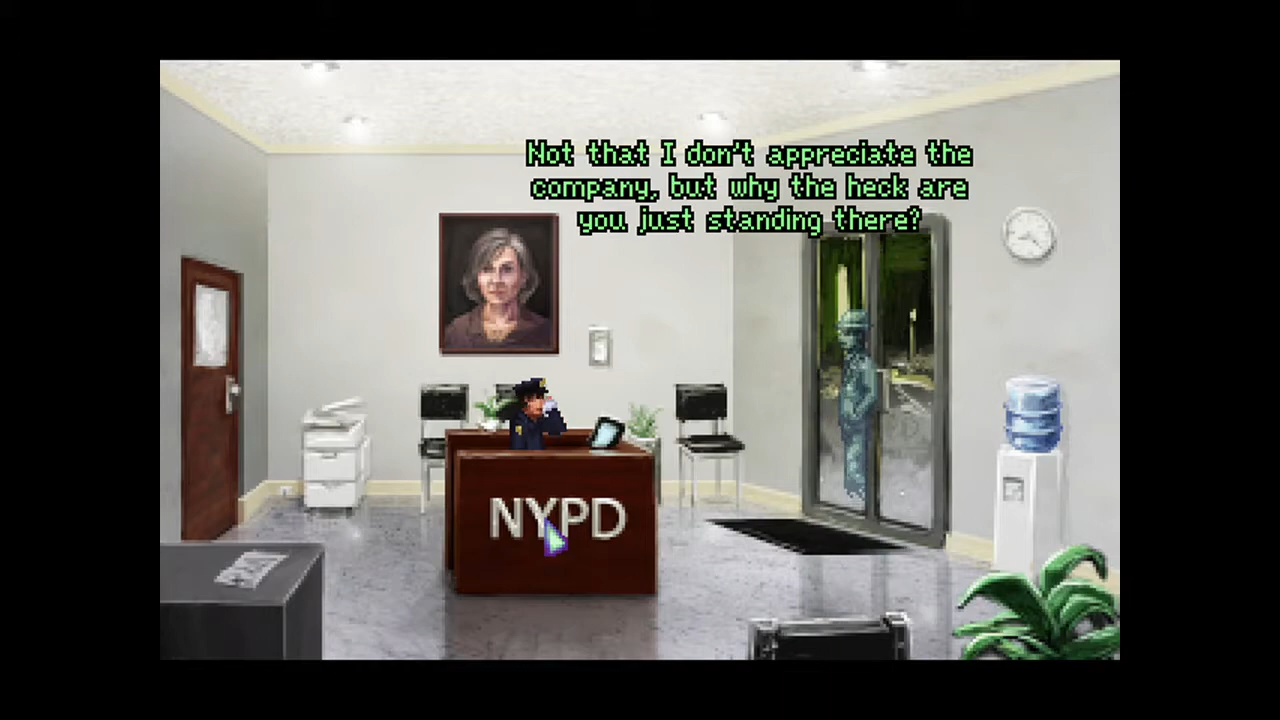 Not that I don't appreciate the
company, but why the heck are
you just standing there?
NYPD